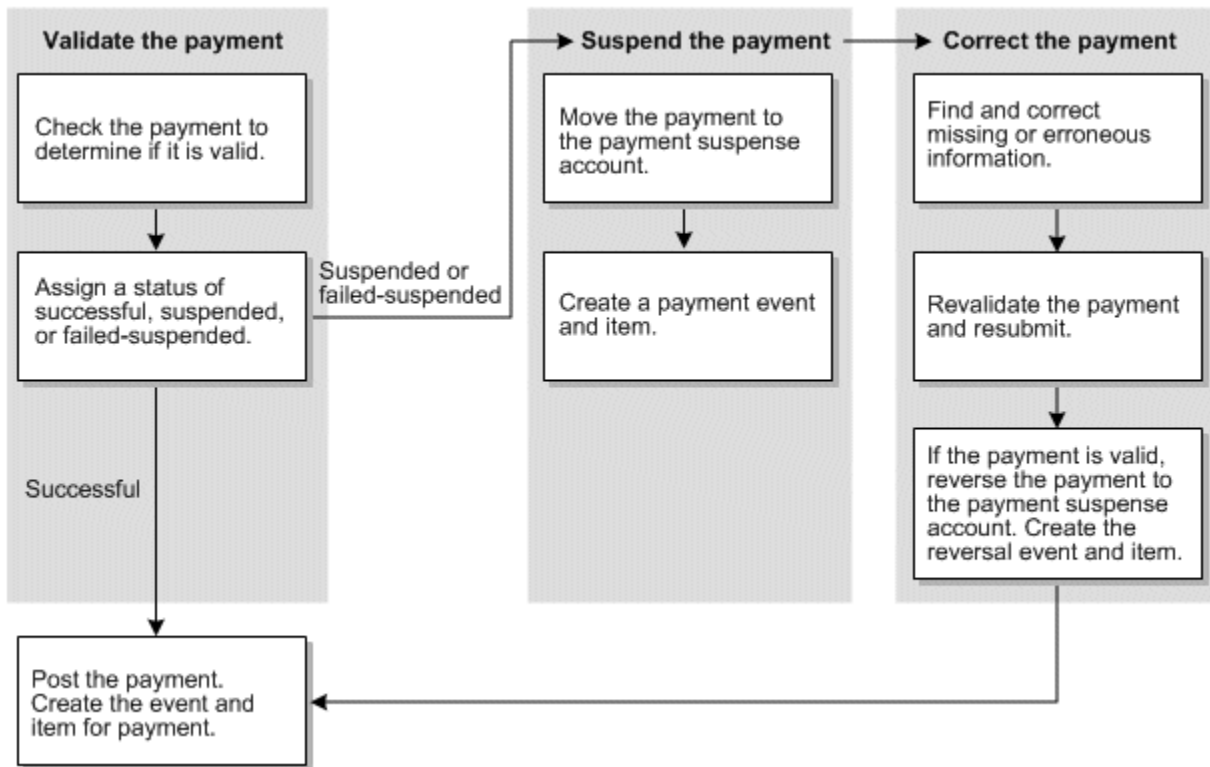 Validate the payment
Check the payment to
determine if it is valid.
Assign a status of
successful, suspended,
or failed-suspended.
Suspended or
failed-suspended
Successful
Post the payment.
Create the event and
item for payment.
Suspend the payment
Move the payment to
the payment suspense
account.
Create a payment event
and item.
Correct the payment
Find and correct
missing or erroneous
information.
Revalidate the payment
and resubmit.
If the payment is valid,
reverse the payment to
the payment suspense
account. Create the
reversal event and item.